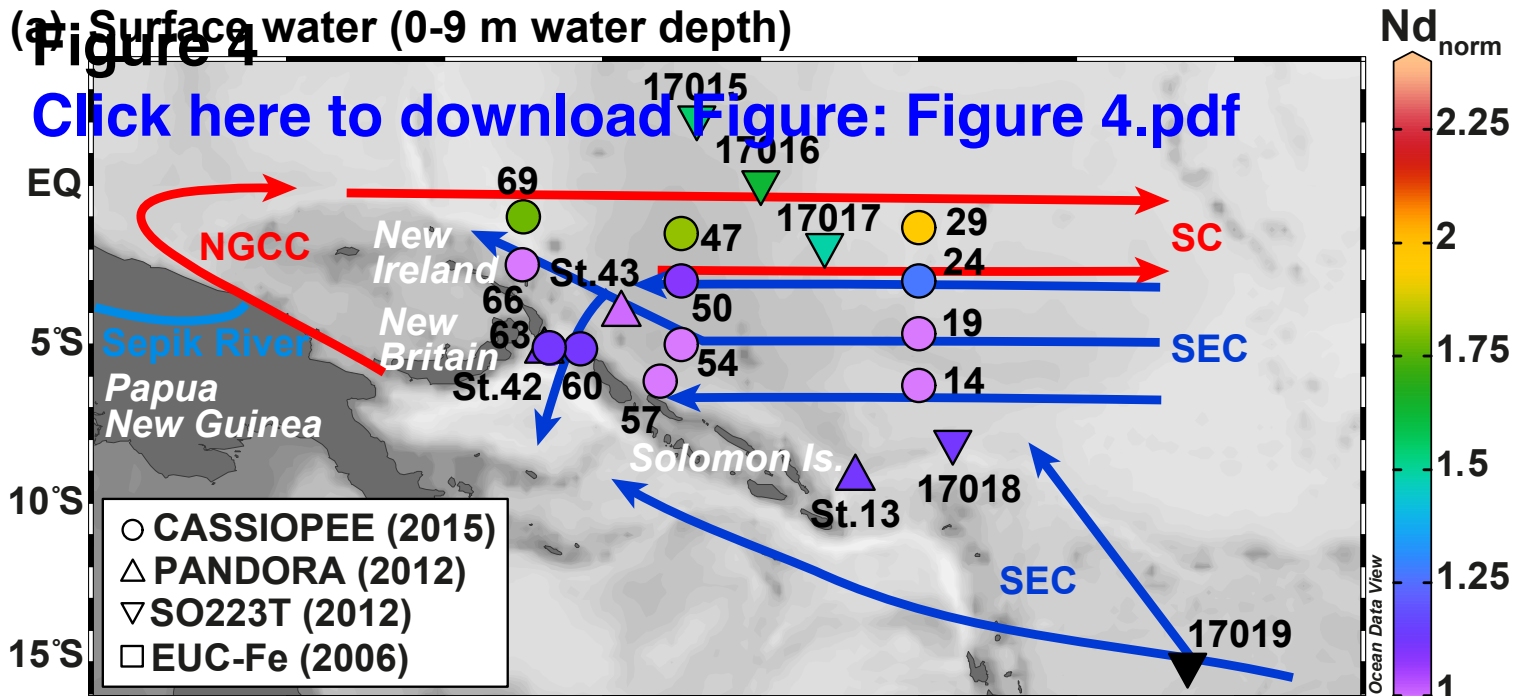 (a) Surface water (0-9 m water depth)
Figure 4
Click here to download Figure: Figure 4.pdf
Nd norm
17015
17016
17017
EQ
69
47
29
SC
NGCC
New
Ireland
St.43
24
66
50
2.25
2
1.75
1.5
1.25
1
5°S
Sepik River
New
Britain
63
54
19
SEC
St.42
60
57
14
Papua
New Guinea
Solomon Is.
17018
St.13
10°S
CASSIOPEE (2015)
PANDORA (2012)
SO223T (2012)
EUC-Fe (2006)
SEC
17019
15°S
Ocean Data View